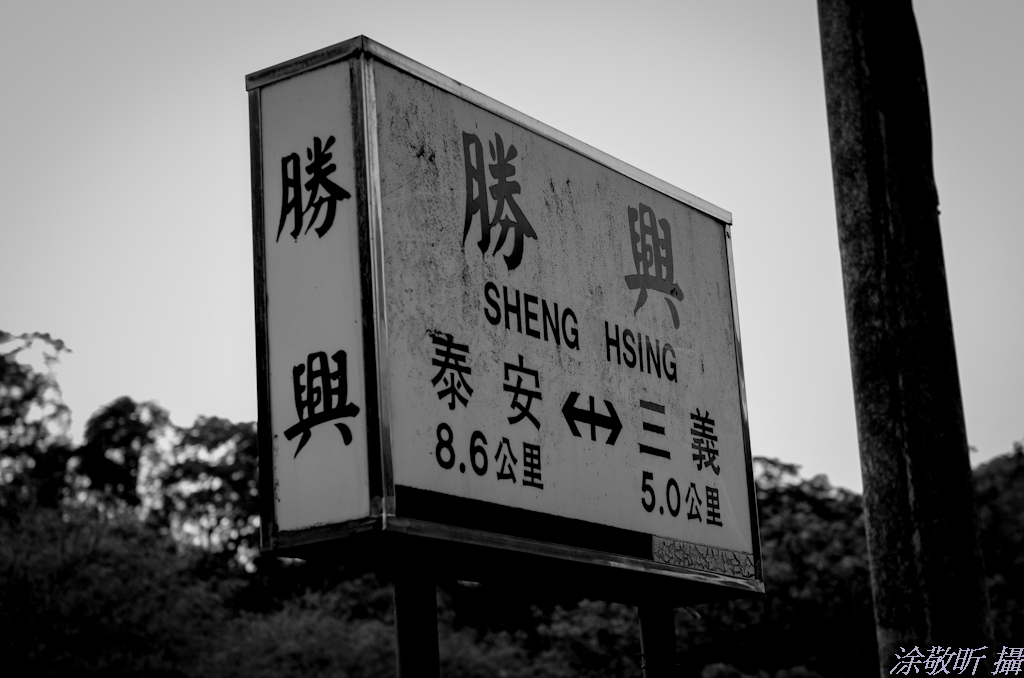 勝
興
勝 興
SHENG HSING
泰安 ↔ 三義
8.6公里 5.0公里
涂敬昕 攝